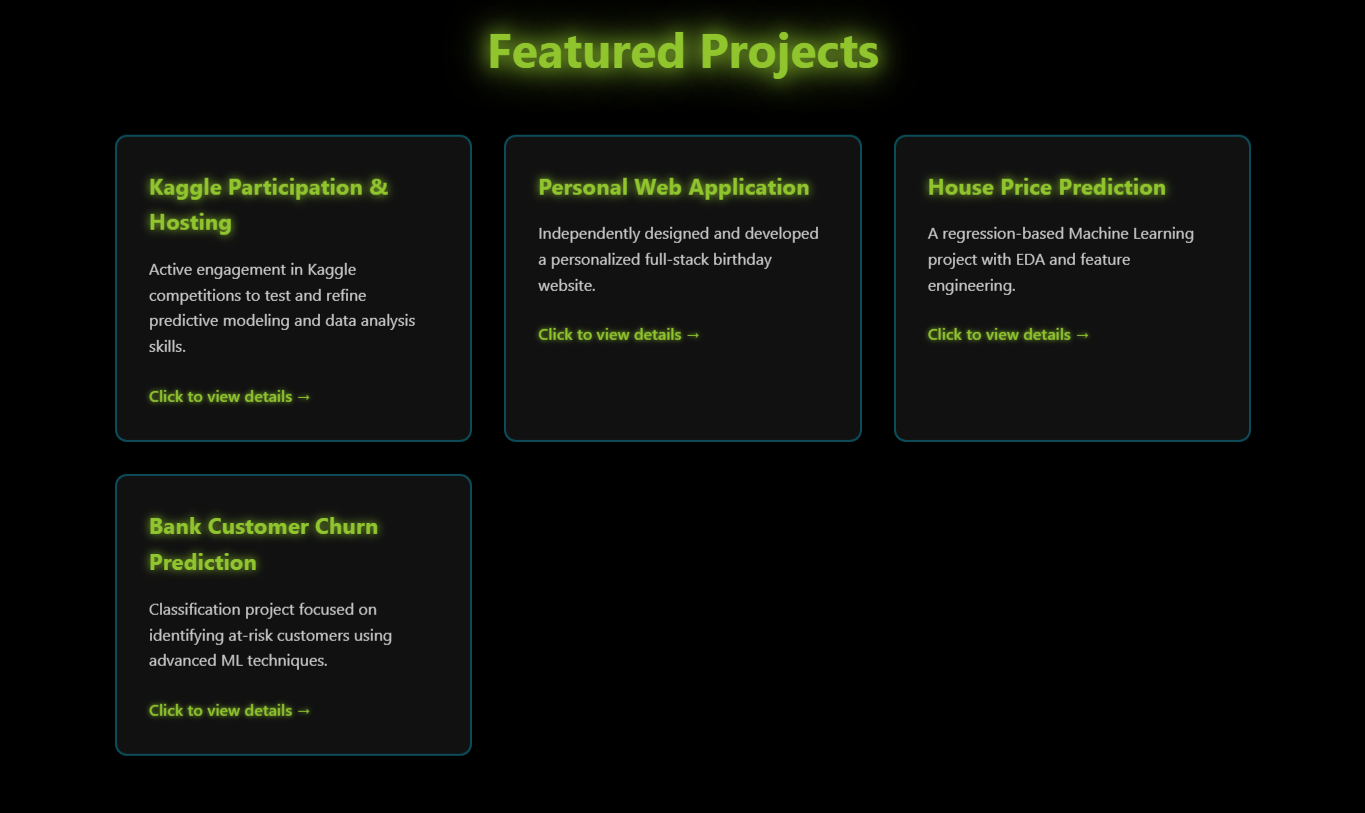 Featured Projects
Kaggle Participation &
Hosting
Active engagement in Kaggle
competitions to test and refine
predictive modeling and data analysis
skills.
Click to view details →
Personal Web Application
Independently designed and developed
a personalized full-stack birthday
website.
Click to view details →
House Price Prediction
A regression-based Machine Learning
project with EDA and feature
engineering.
Click to view details →
Bank Customer Churn
Prediction
Classification project focused on
identifying at-risk customers using
advanced ML techniques.
Click to view details →